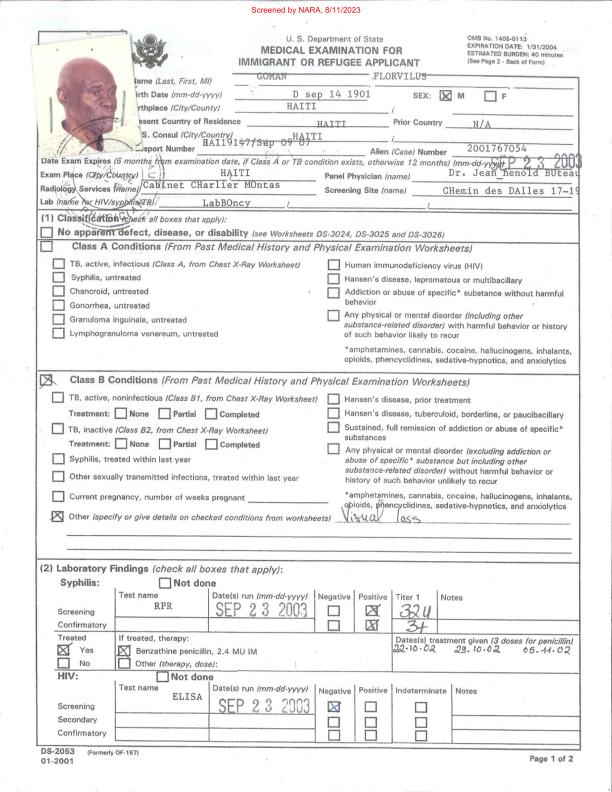 Screened by NARA, 8/11/2023
U.S. Department of State
MEDICAL EXAMINATION FOR
IMMIGRANT OR REFUGEE APPLICANT
OMB No. 1405-0113
EXPIRATION DATE: 1/31/2004
ESTIMATED BURDEN: 40 minutes
(See Page 2 - Back of Form)
Name (Last, First, MI) GOMAN ,FLORVILUS
Birth Date (mm-dd-yyyy) D sep 14 1901 SEX: M F
Birthplace (City/Country) HAITI /
Present Country of Residence HAITI Prior Country N/A
U.S. Consul (City/Country) HAITI /
Passport Number HAI19147/Sep 09 07 Alien (Case) Number 2001767054
Date Exam Expires (6 months from examination date, if Class A or TB condition exists, otherwise 12 months) (mm-dd-yyyy) SEP 23 2003
Exam Place (City/Country) HAITI Panel Physician (name) Dr. Jean henold BUteau
Radiology Services (name) Cabinet Charlier MOntas Screening Site (name) CHemin des DAlles 17-19
Lab (name for HIV/syphilis/TB) LabBOncy / /
(1) Classification (check all boxes that apply):
No apparent defect, disease, or disability (see Worksheets DS-3024, DS-3025 and DS-3026)
Class A Conditions (From Past Medical History and Physical Examination Worksheets)
TB, active, infectious (Class A, from Chest X-Ray Worksheet)
Syphilis, untreated
Chancroid, untreated
Gonorrhea, untreated
Granuloma inguinale, untreated
Lymphogranuloma venereum, untreated
Human immunodeficiency virus (HIV)
Hansen's disease, lepromatous or multibacillary
Addiction or abuse of specific* substance without harmful
behavior
Any physical or mental disorder (including other
substance-related disorder) with harmful behavior or history
of such behavior likely to recur
*amphetamines, cannabis, cocaine, hallucinogens, inhalants,
opioids, phencyclidines, sedative-hypnotics, and anxiolytics
Class B Conditions (From Past Medical History and Physical Examination Worksheets)
TB, active, noninfectious (Class B1, from Chest X-Ray Worksheet)
Treatment: None Partial Completed
TB, inactive (Class B2, from Chest X-Ray Worksheet)
Treatment: None Partial Completed
Syphilis, treated within last year
Other sexually transmitted infections, treated within last year
Current pregnancy, number of weeks pregnant
Other (specify or give details on checked conditions from worksheets) Visual loss
Hansen's disease, prior treatment
Hansen's disease, tuberculoid, borderline, or paucibacillary
Sustained, full remission of addiction or abuse of specific*
substances
Any physical or mental disorder (excluding addiction or
abuse of specific* substance but including other
substance-related disorder) without harmful behavior or
history of such behavior unlikely to recur
*amphetamines, cannabis, cocaine, hallucinogens, inhalants,
opioids, phencyclidines, sedative-hypnotics, and anxiolytics
(2) Laboratory Findings (check all boxes that apply):
Syphilis: Not done
Test name Date(s) run (mm-dd-yyyy) Negative Positive Titer 1 Notes
Screening RPR SEP 23 2003
Confirmatory
Treated If treated, therapy: Date(s) treatment given (3 doses for penicillin)
Yes Benzathine penicillin, 2.4 MU IM 22-10-02 29-10-02 05-11-02
No Other (therapy, dose):
HIV: Not done
Test name Date(s) run (mm-dd-yyyy) Negative Positive Indeterminate Notes
Screening ELISA SEP 23 2003
Secondary
Confirmatory
DS-2053 (Formerly OF-157)
01-2001
Page 1 of 2